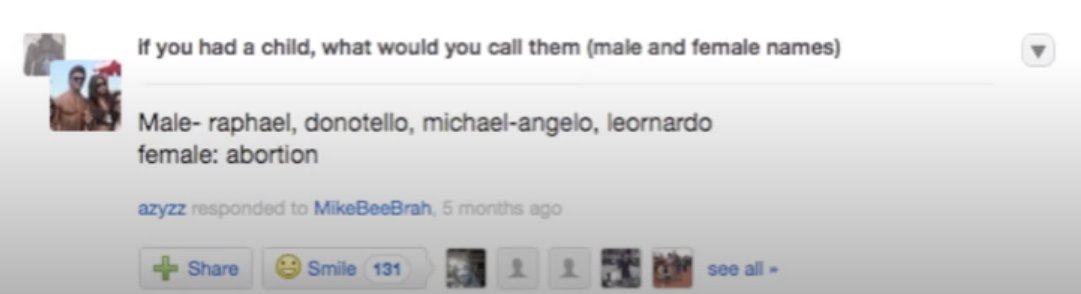 if you had a child, what would you call them (male and female names)
Male- raphael, donotello, michael-angelo, leornardo
female: abortion
azyzz responded to MikeBeeBrah, 5 months ago
Share Smile 131 see all »